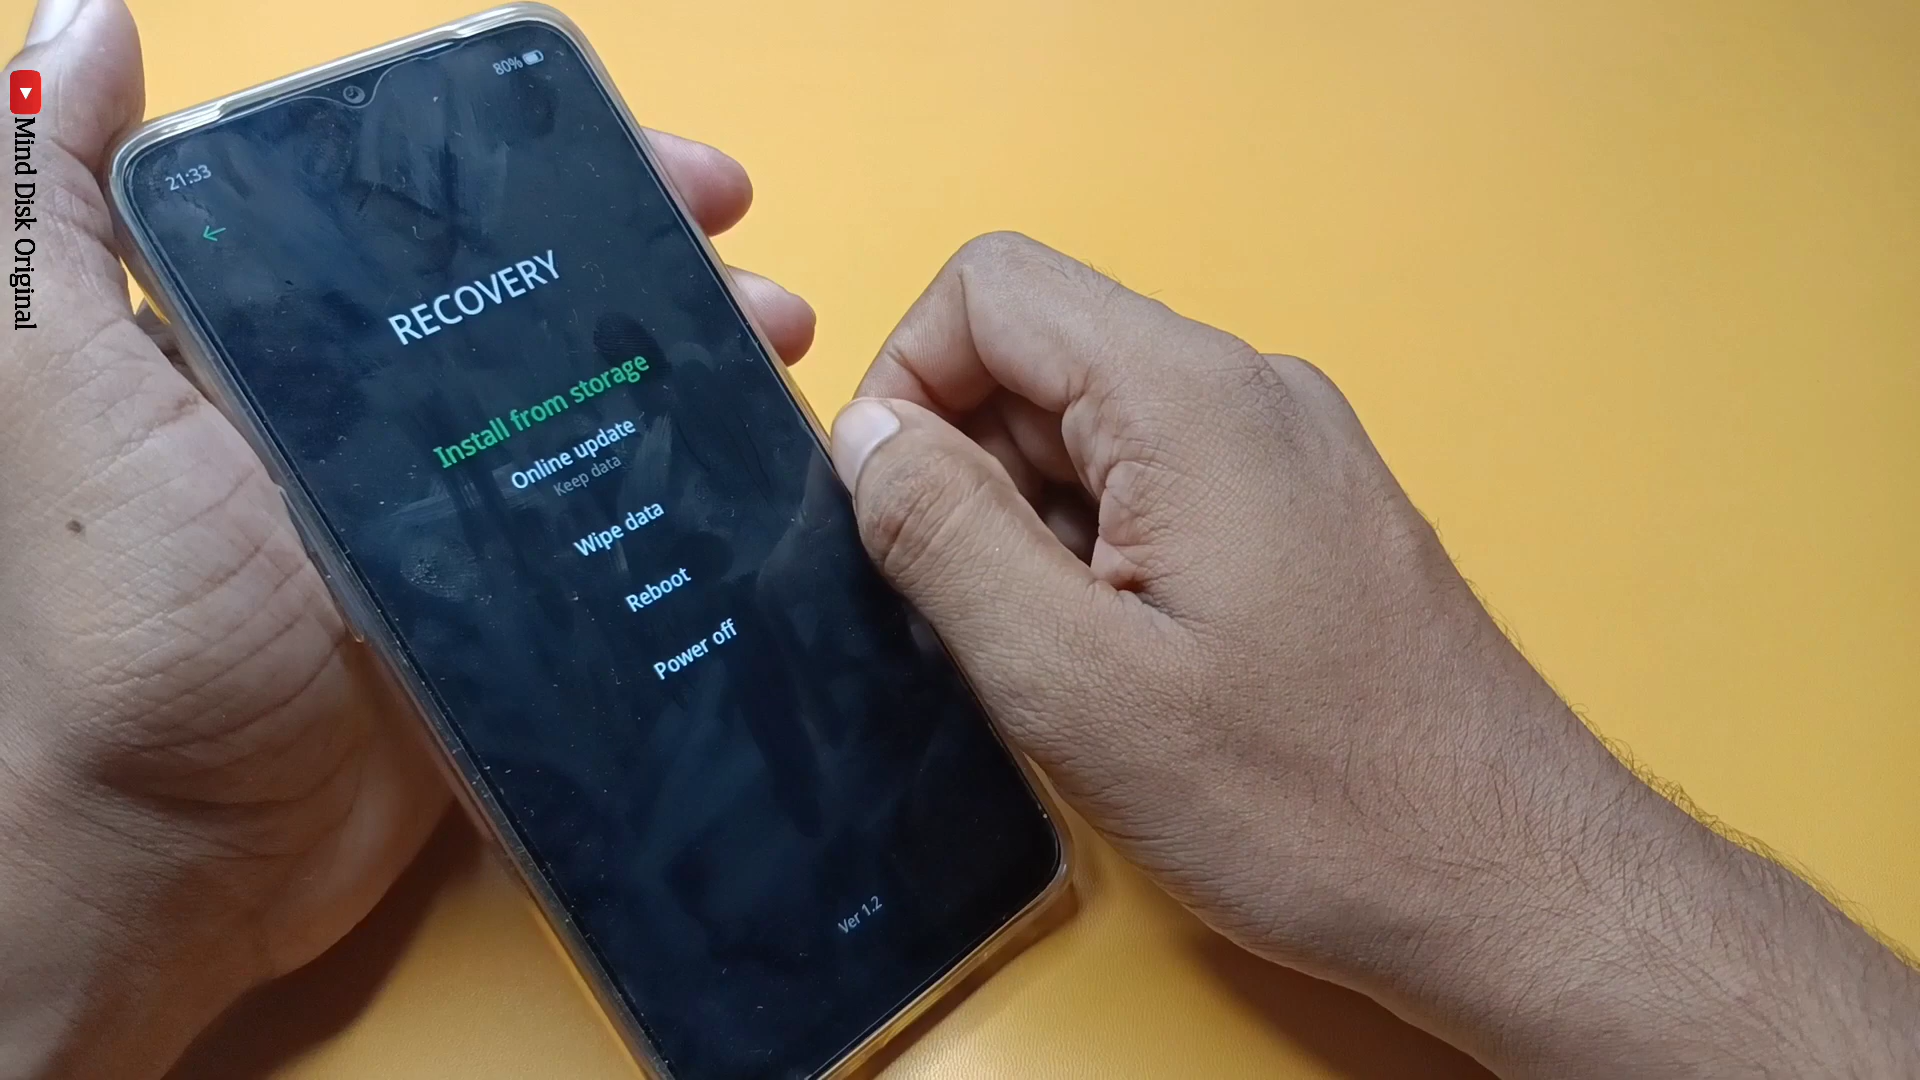 Mind Disk Original
80%
21:33
RECOVERY
Install from storage
Online update
Keep data
Wipe data
Reboot
Power off
Ver 1.2